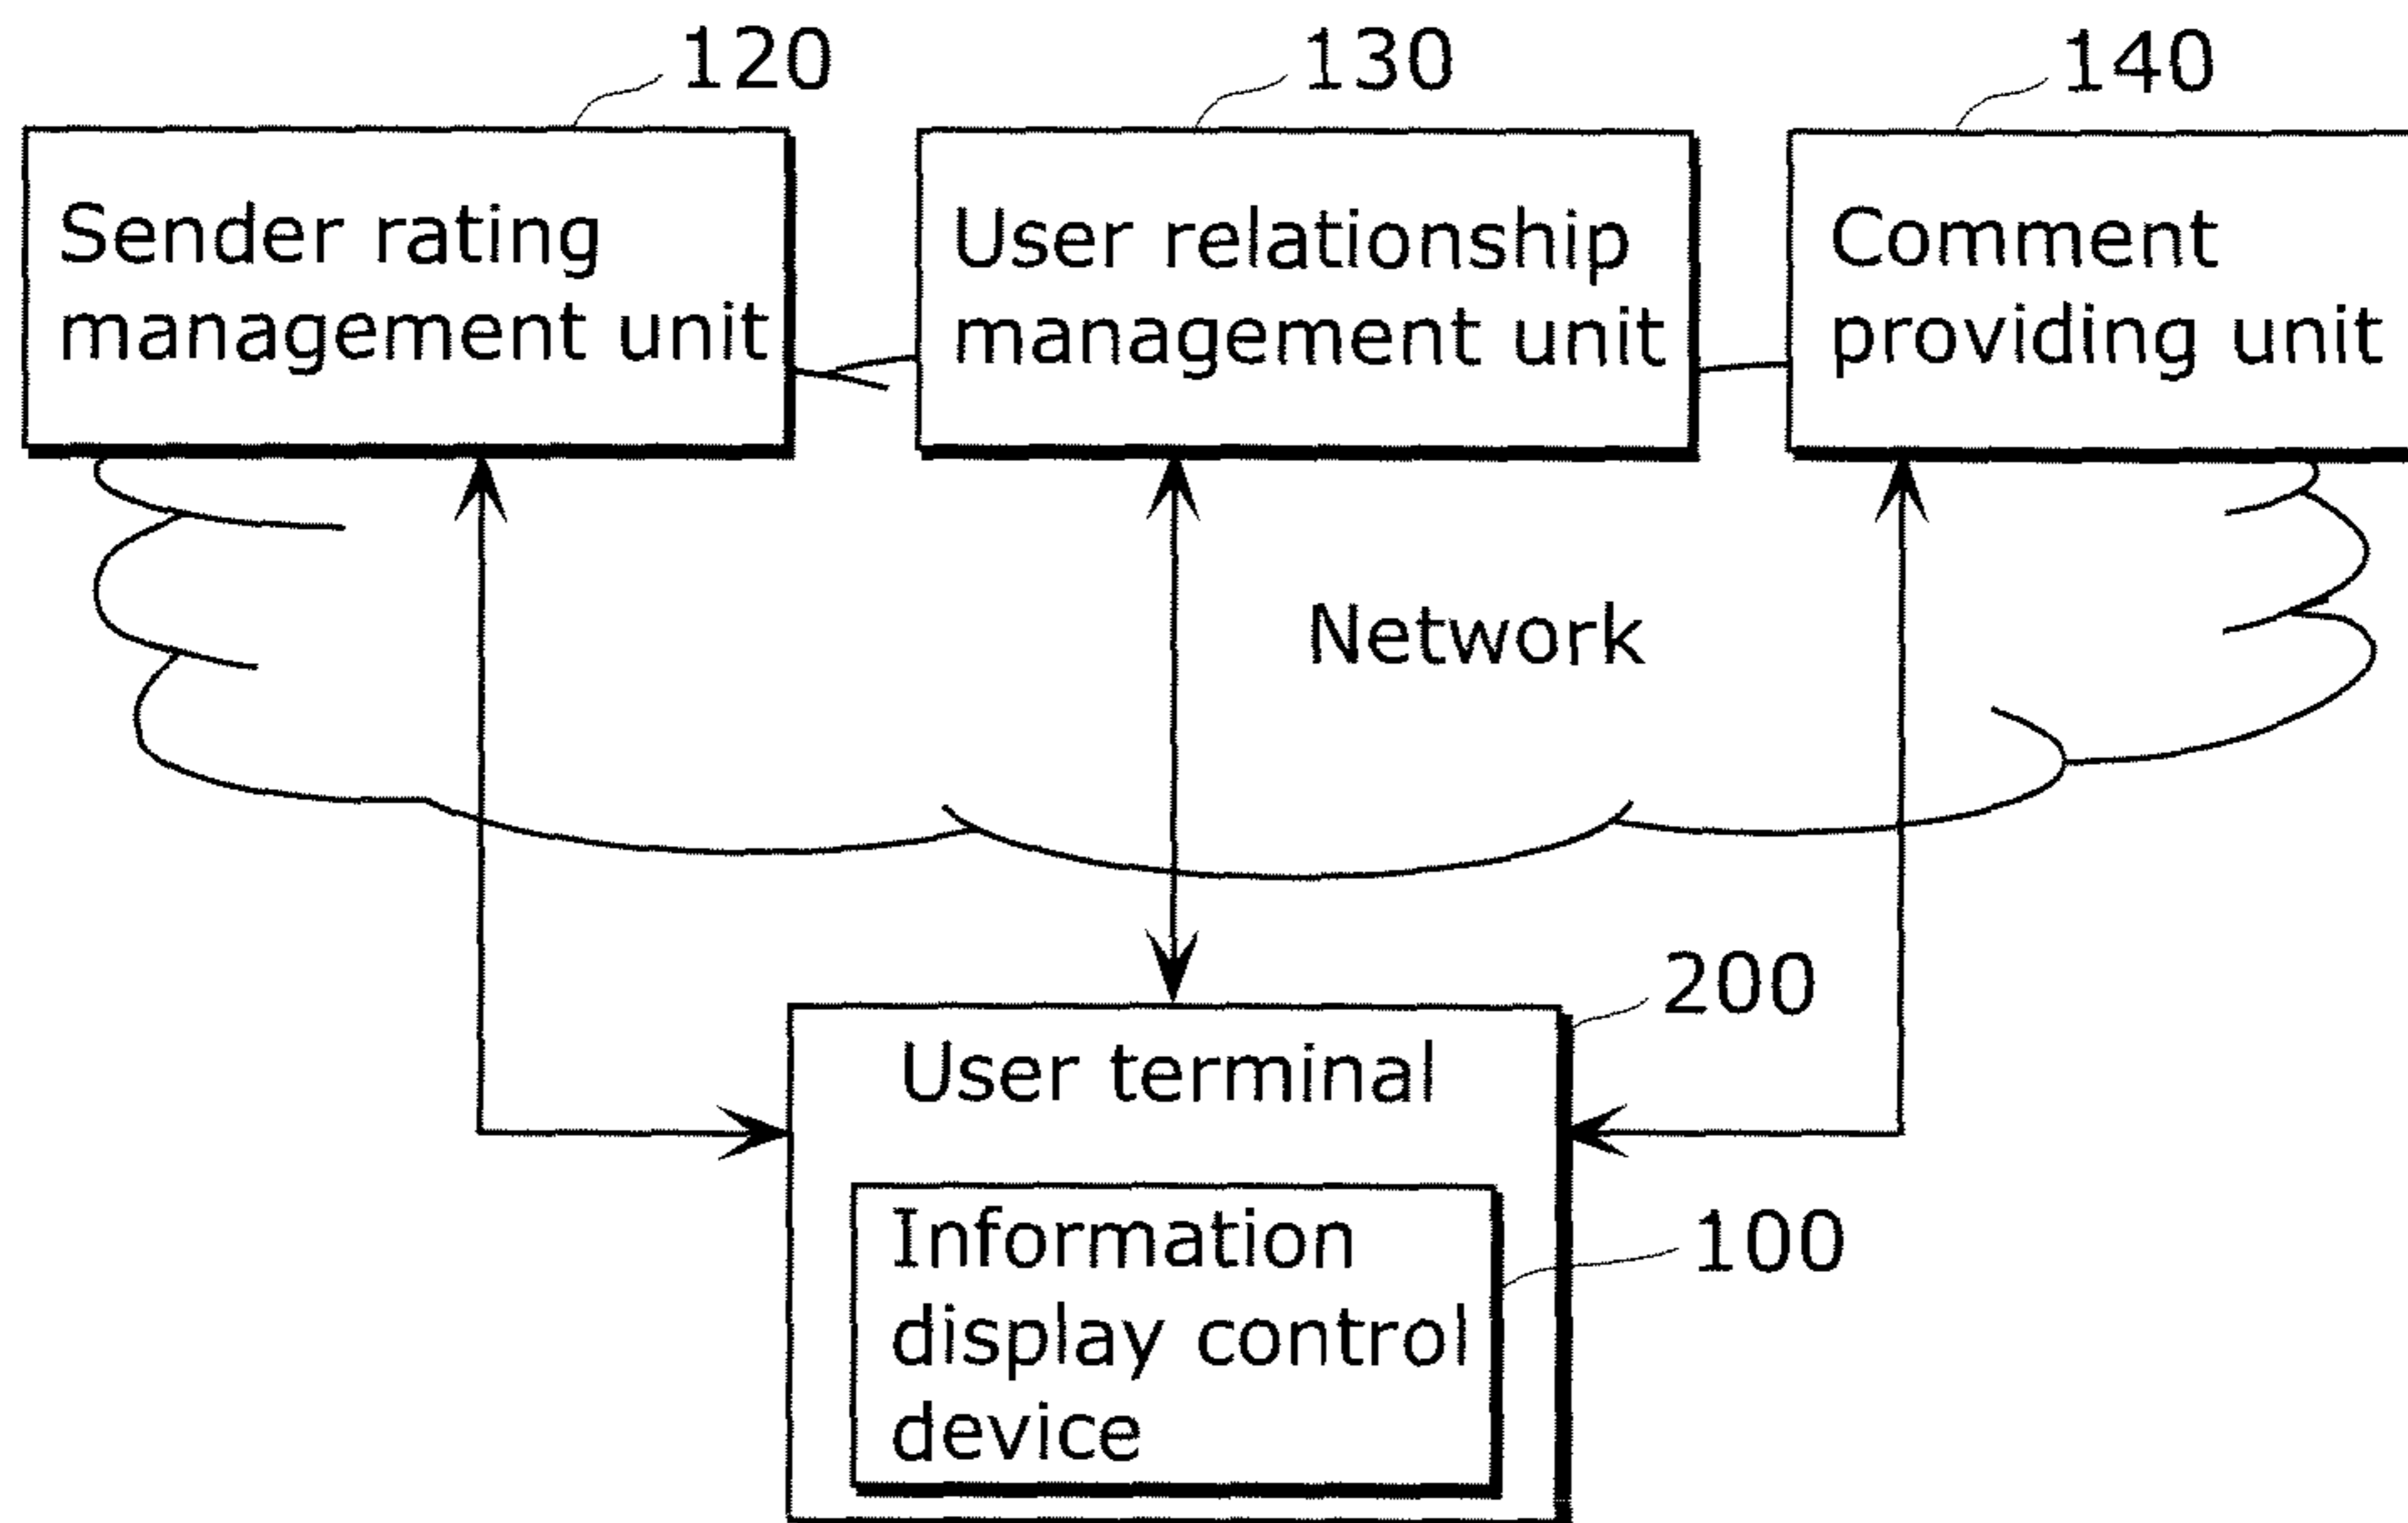 120
130
140
Sender rating
management unit
User relationship
management unit
Comment
providing unit
Network
200
User terminal
100
Information
display control
device